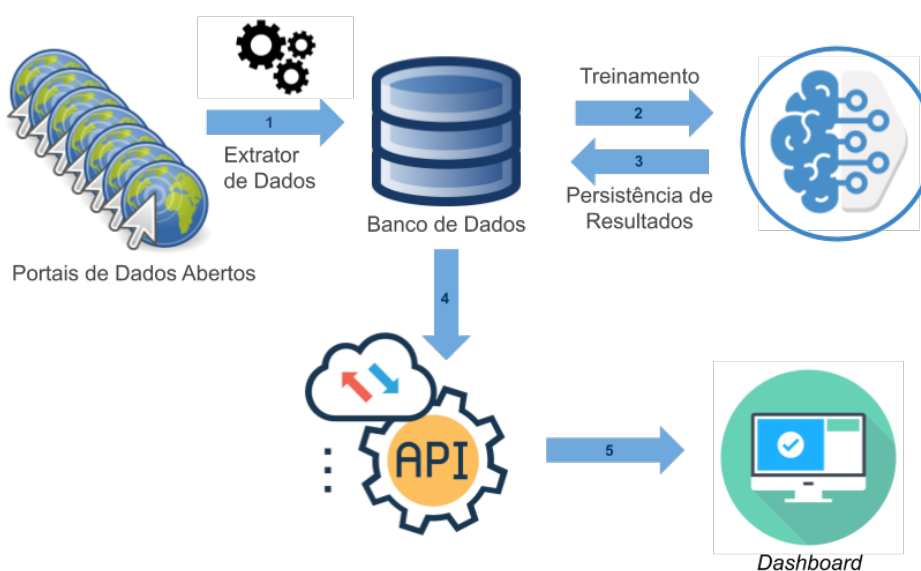 1
Extrator
de Dados
Portais de Dados Abertos
Banco de Dados
Treinamento
2
3
Persistência de
Resultados
4
API
5
Dashboard